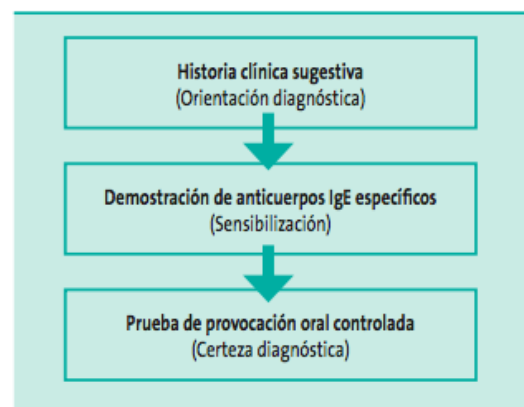 Historia clínica sugestiva
(Orientación diagnóstica)
Demostración de anticuerpos IgE específicos
(Sensibilización)
Prueba de provocación oral controlada
(Certeza diagnóstica)